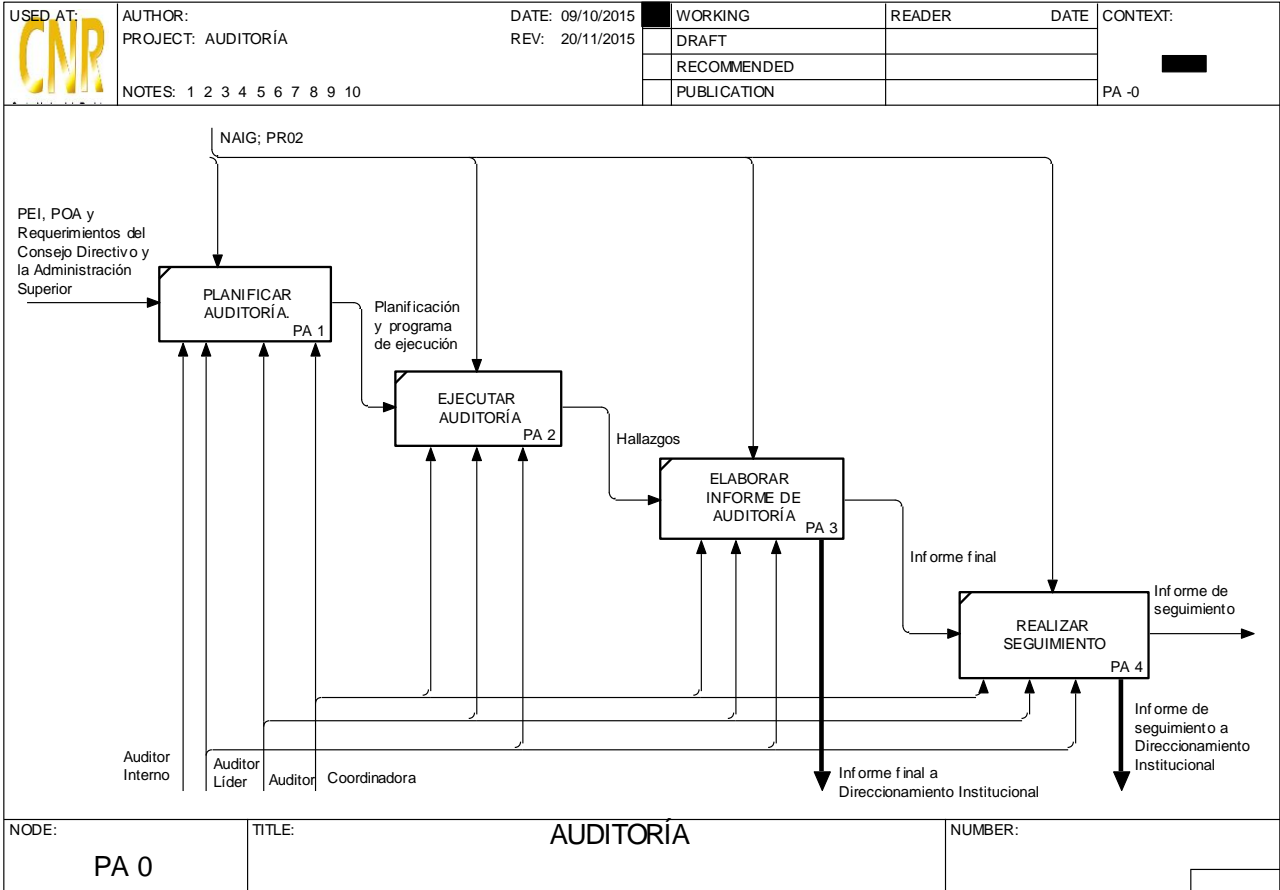 USED AT:
CNR
AUTHOR:
DATE: 09/10/2015
PROJECT: AUDITORÍA
REV: 20/11/2015
NOTES: 1 2 3 4 5 6 7 8 9 10
WORKING
DRAFT
RECOMMENDED
PUBLICATION
READER
DATE
CONTEXT:
PA -0
NAIG; PR02
PEI, POA y
Requerimientos del
Consejo Directivo y
la Administración
Superior
PLANIFICAR
AUDITORÍA.
PA 1
Planificación
y programa
de ejecución
EJECUTAR
AUDITORÍA
PA 2
Hallazgos
ELABORAR
INFORME DE
AUDITORÍA
PA 3
Informe final
REALIZAR
SEGUIMIENTO
PA 4
Informe de
seguimiento
Informe de
seguimiento a
Direccionamiento
Institucional
Auditor
Interno
Auditor
Líder
Auditor
Coordinadora
Informe final a
Direccionamiento Institucional
NODE:
PA 0
TITLE:
AUDITORÍA
NUMBER: